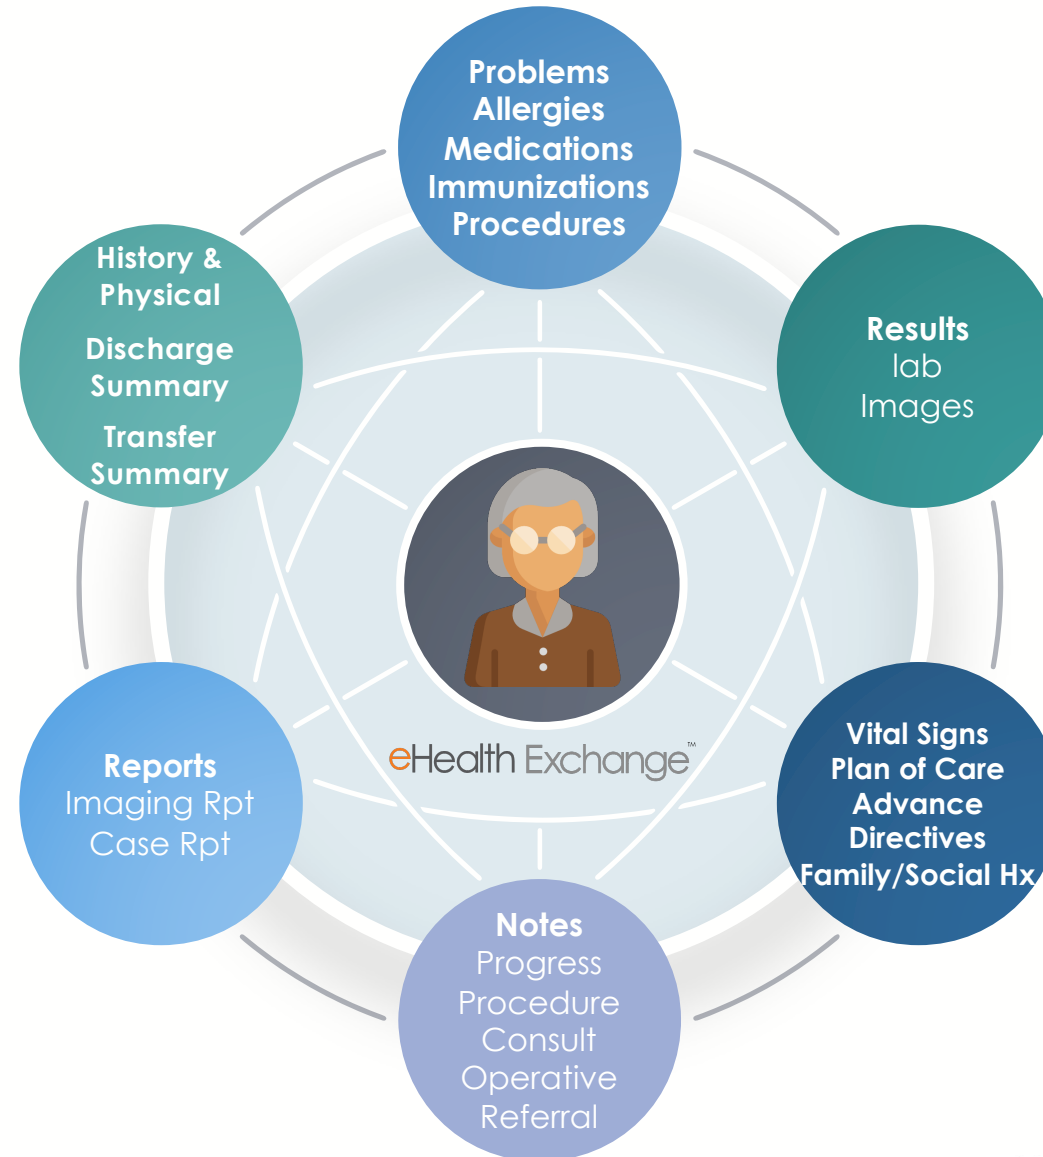 Problems
Allergies
Medications
Immunizations
Procedures
History &
Physical
Discharge
Summary
Transfer
Summary
Results
lab
Images
eHealth Exchange™
Reports
Imaging Rpt
Case Rpt
Vital Signs
Plan of Care
Advance
Directives
Family/Social Hx
Notes
Progress
Procedure
Consult
Operative
Referral